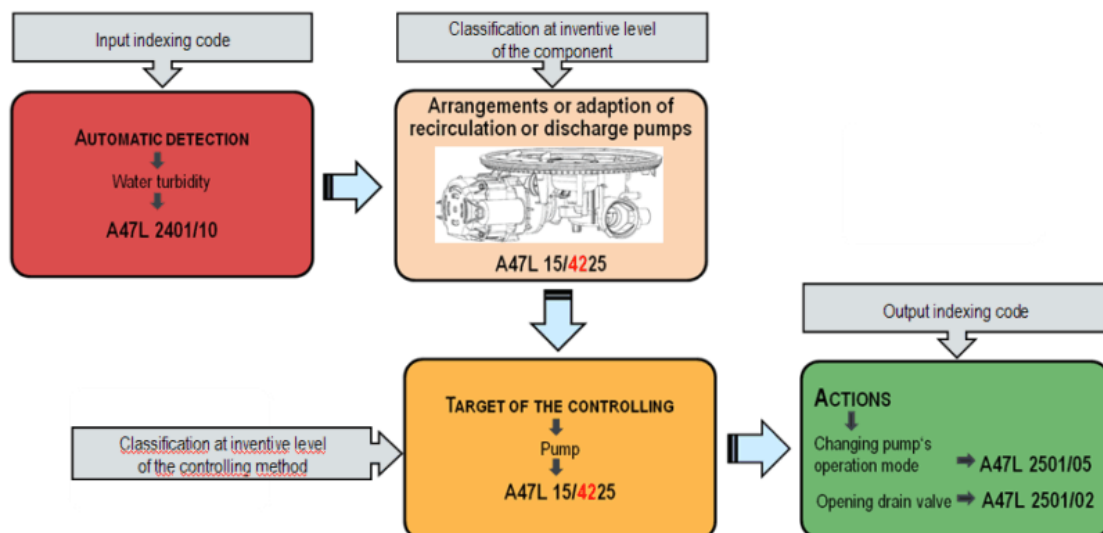 Input indexing code
Classification at inventive level
of the component
AUTOMATIC DETECTION
Water turbidity
A47L 2401/10
Arrangements or adaption of
recirculation or discharge pumps
A47L 15/4225
Output indexing code
Classification at inventive level
of the controlling method
TARGET OF THE CONTROLLING
Pump
A47L 15/4225
ACTIONS
Changing pump's
operation mode A47L 2501/05
Opening drain valve A47L 2501/02